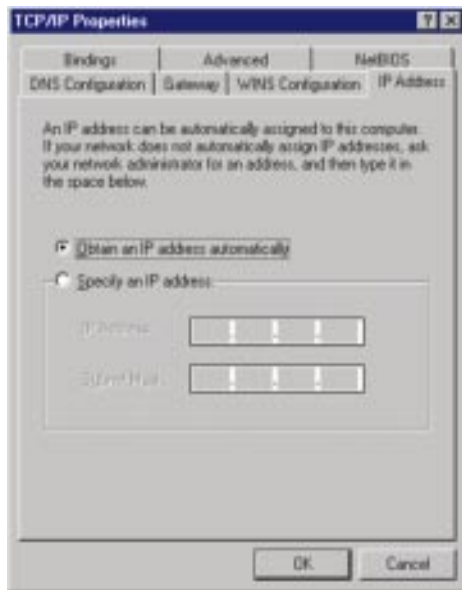 TCP/IP Properties
Bindings Advanced NetBIOS
DNS Configuration Gateway WINS Configuration IP Address
An IP address can be automatically assigned to this computer.
If your network does not automatically assign IP addresses, ask
your network administrator for an address, and then type it in
the space below.
Obtain an IP address automatically
Specify an IP address:
IP Address:
Subnet Mask:
OK Cancel